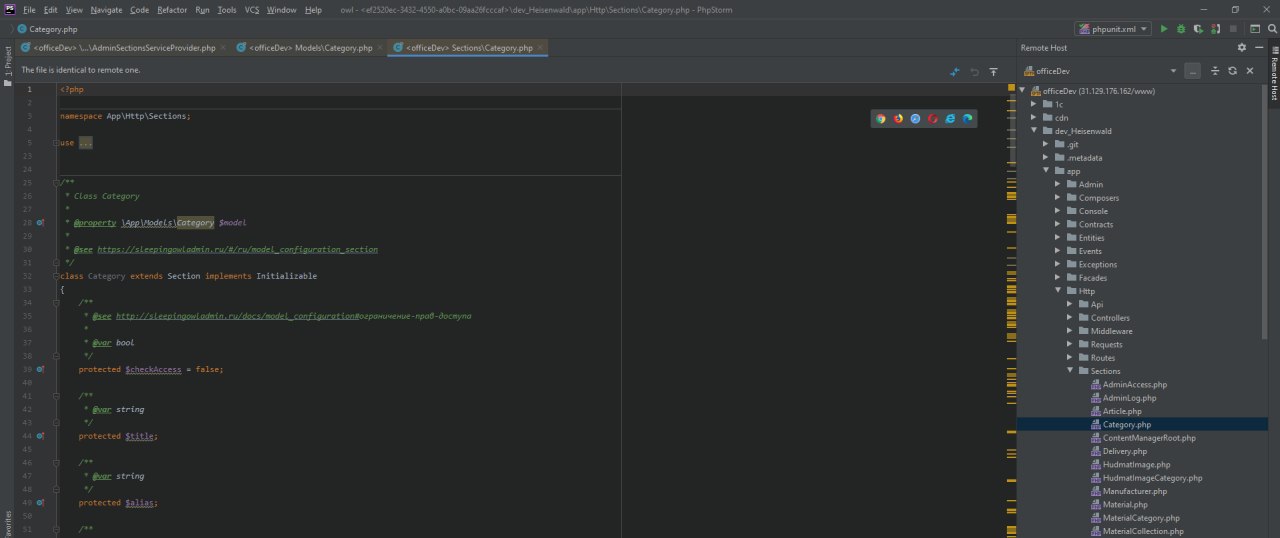 PS File Edit View Navigate Code Refactor Run Tools VCS Window Help owl - <ef2520ec-3432-4550-a0bc-09aa26fcccaf>\dev_Heisenwald\app\Http\Sections\Category.php - PhpStorm
Category.php
phpunit.xml
<officeDev> \...\AdminSectionsServiceProvider.php
<officeDev> Models\Category.php
<officeDev> Sections\Category.php
The file is identical to remote one.
1 <?php
2
3 namespace App\Http\Sections;
4
5 use ...
23
24
25 /**
26 * Class Category
27 *
28 * @property \App\Models\Category $model
29 *
30 * @see https://sleepingowladmin.ru/#/ru/model_configuration_section
31 */
32 class Category extends Section implements Initializable
33 {
34 /**
35 * @see http://sleepingowladmin.ru/docs/model_configuration#ограничение-прав-доступа
36 *
37 * @var bool
38 */
39 protected $checkAccess = false;
40
41 /**
42 * @var string
43 */
44 protected $title;
45
46 /**
47 * @var string
48 */
49 protected $alias;
50
51 /**
1: Project
avorites
Remote Host
officeDev
...
officeDev (31.129.176.162/www)
1c
cdn
dev_Heisenwald
.git
.metadata
app
Admin
Composers
Console
Contracts
Entities
Events
Exceptions
Facades
Http
Api
Controllers
Middleware
Requests
Routes
Sections
AdminAccess.php
AdminLog.php
Article.php
Category.php
ContentManagerRoot.php
Delivery.php
HudmatImage.php
HudmatImageCategory.php
Manufacturer.php
Material.php
MaterialCategory.php
MaterialCollection.php
Remote Host